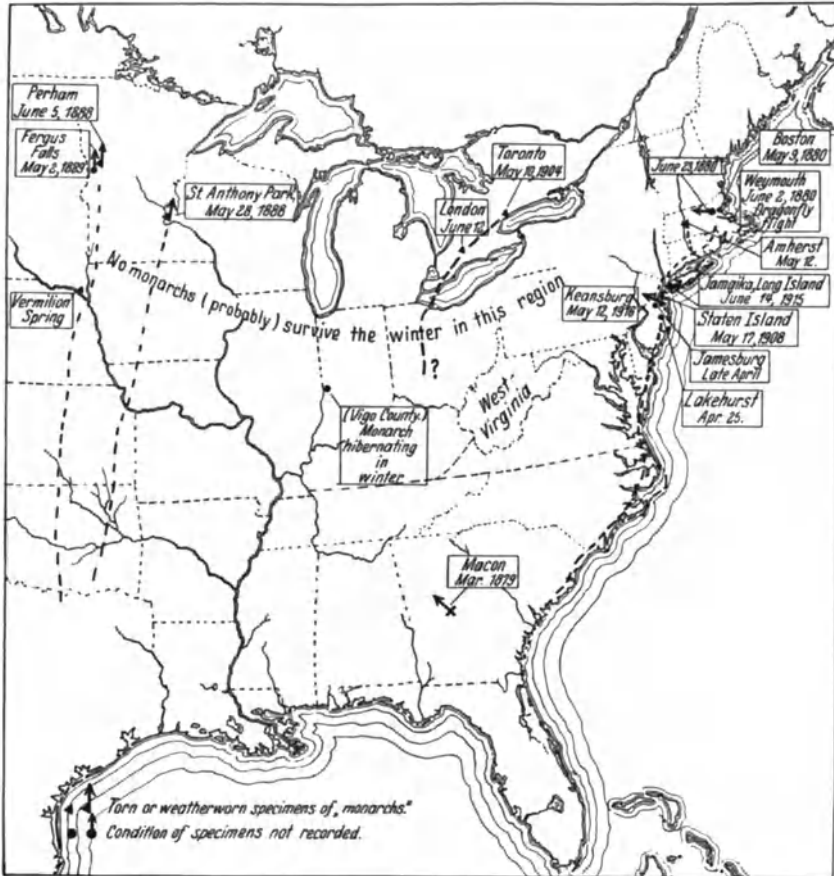 Perham
June 5, 1888
Fergus
Falls
May 2, 1889
St Anthony Park
May 28, 1888
Vermilion
Spring
Toronto
May 19, 1904
London
June 12
June 23, 1880
Boston
May 9, 1880
Weymouth
June 2, 1880
Dragonfly
flight
Amherst
May 12.
Jamaika, Long Island
June 14, 1915
Keansburg
May 12, 1916
Staten Island
May 17, 1908
Jamesburg
Late April
Lakehurst
Apr. 25.
No monarchs (probably) survive the winter in this region
?
West
Virginia
(Vigo County.)
Monarch
hibernating
in
winter
Macon
Mar. 1879
Torn or weatherworn specimens of „monarchs."
Condition of specimens not recorded.